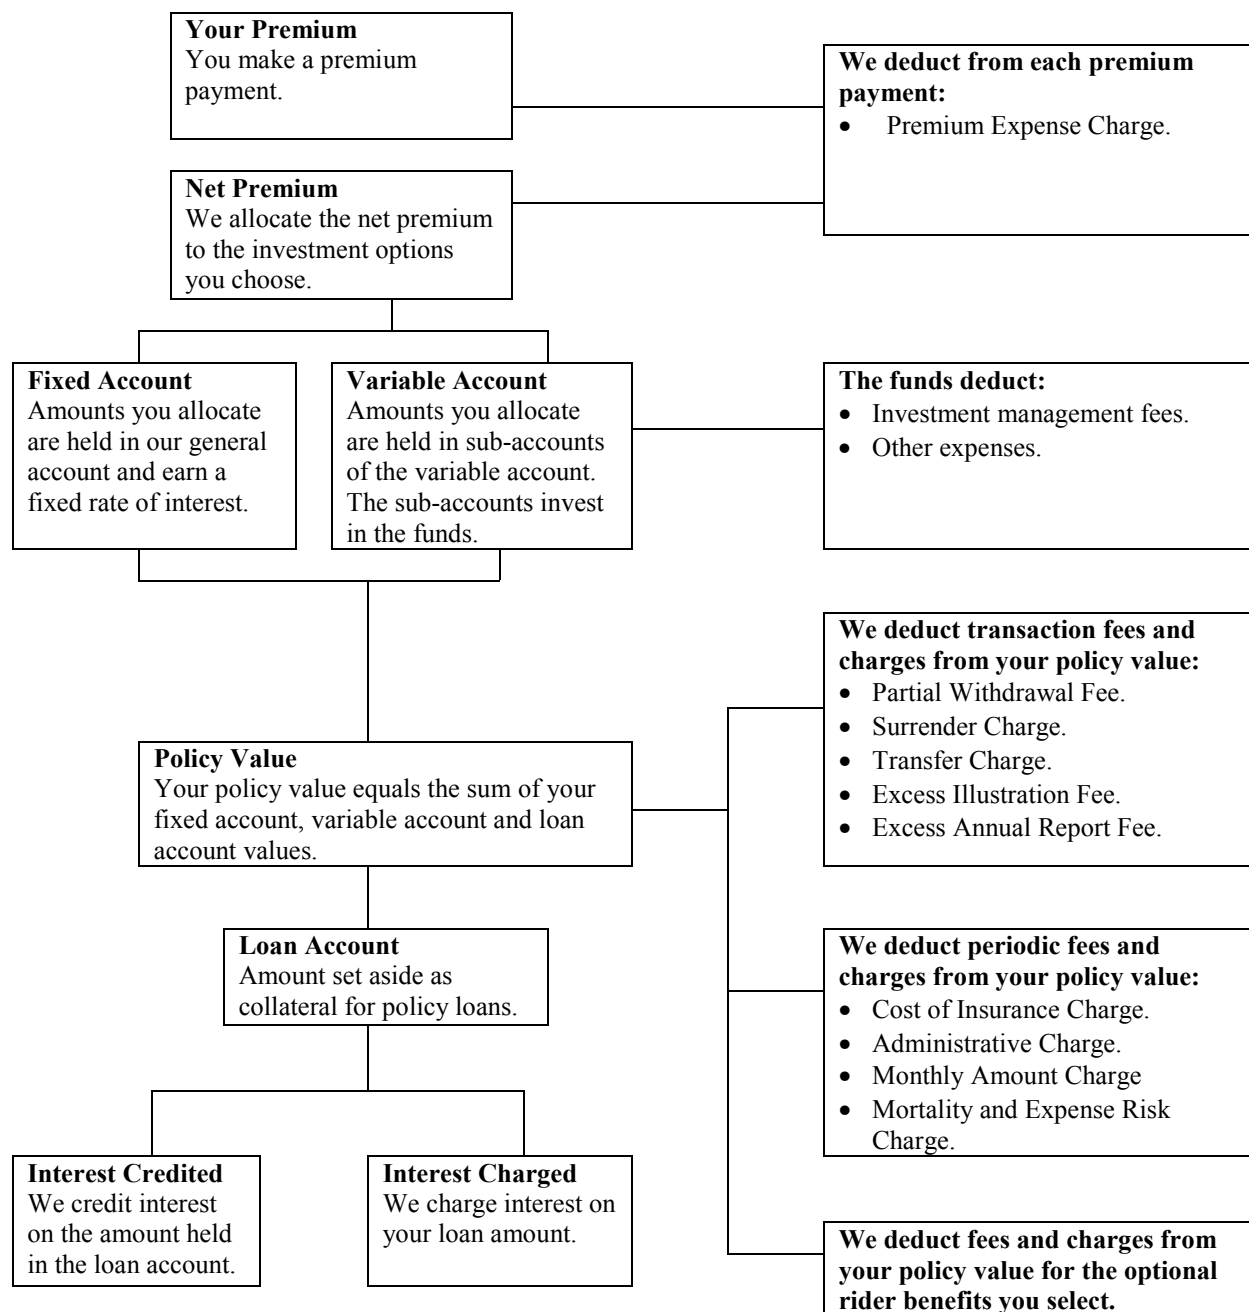 Your Premium
You make a premium
payment.
We deduct from each premium
payment:
• Premium Expense Charge.
Net Premium
We allocate the net premium
to the investment options
you choose.
Fixed Account
Amounts you allocate
are held in our general
account and earn a
fixed rate of interest.
Variable Account
Amounts you allocate
are held in sub-accounts
of the variable account.
The sub-accounts invest
in the funds.
The funds deduct:
• Investment management fees.
• Other expenses.
We deduct transaction fees and
charges from your policy value:
• Partial Withdrawal Fee.
• Surrender Charge.
• Transfer Charge.
• Excess Illustration Fee.
• Excess Annual Report Fee.
Policy Value
Your policy value equals the sum of your
fixed account, variable account and loan
account values.
Loan Account
Amount set aside as
collateral for policy loans.
We deduct periodic fees and
charges from your policy value:
• Cost of Insurance Charge.
• Administrative Charge.
• Monthly Amount Charge
• Mortality and Expense Risk
Charge.
Interest Credited
We credit interest
on the amount held
in the loan account.
Interest Charged
We charge interest on
your loan amount.
We deduct fees and charges from
your policy value for the optional
rider benefits you select.